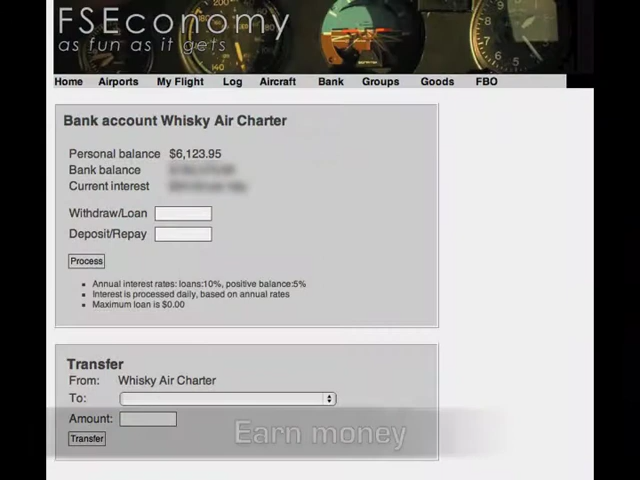 FSEconomy
as fun as it gets
Home Airports My Flight Log Aircraft Bank Groups Goods FBO
Bank account Whisky Air Charter
Personal balance $6,123.95
Bank balance
Current interest
Withdraw/Loan
Deposit/Repay
Process
Annual interest rates: loans:10%, positive balance:5%
Interest is processed daily, based on annual rates
Maximum loan is $0.00
Transfer
From: Whisky Air Charter
To:
Amount:
Earn money
Transfer